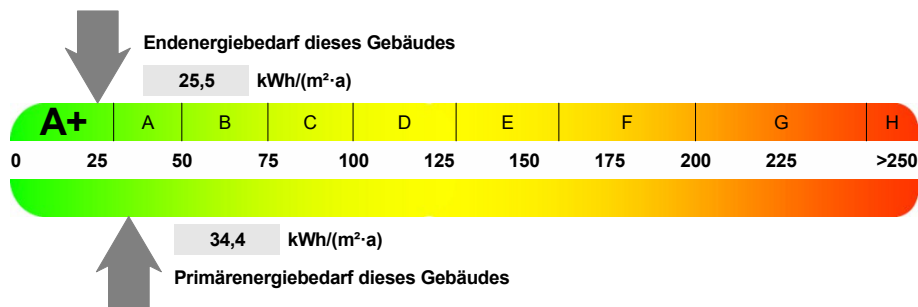 Endenergiebedarf dieses Gebäudes
25,5 kWh/(m²·a)
A+ A B C D E F G H
0 25 50 75 100 125 150 175 200 225 >250
34,4 kWh/(m²·a)
Primärenergiebedarf dieses Gebäudes